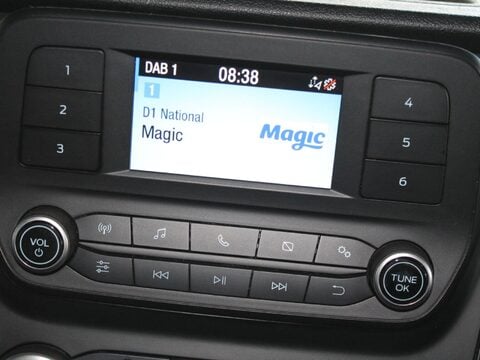 DAB 1 08:38
1
D1 National
Magic
Magic
1
2
3
4
5
6
VOL
TUNE
OK